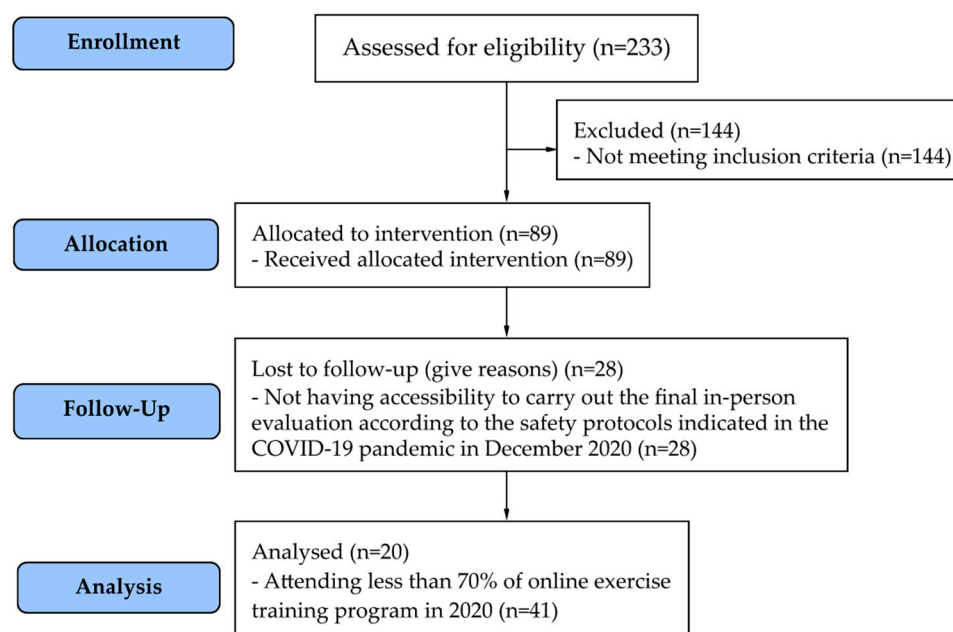 Enrollment
Assessed for eligibility (n=233)
Excluded (n=144)
- Not meeting inclusion criteria (n=144)
Allocation
Allocated to intervention (n=89)
- Received allocated intervention (n=89)
Follow-Up
Lost to follow-up (give reasons) (n=28)
- Not having accessibility to carry out the final in-person
evaluation according to the safety protocols indicated in the
COVID-19 pandemic in December 2020 (n=28)
Analysis
Analysed (n=20)
- Attending less than 70% of online exercise
training program in 2020 (n=41)